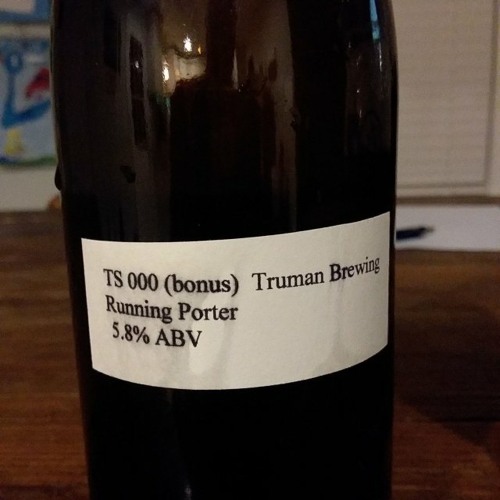 TS 000 (bonus) Truman Brewing
Running Porter
5.8% ABV